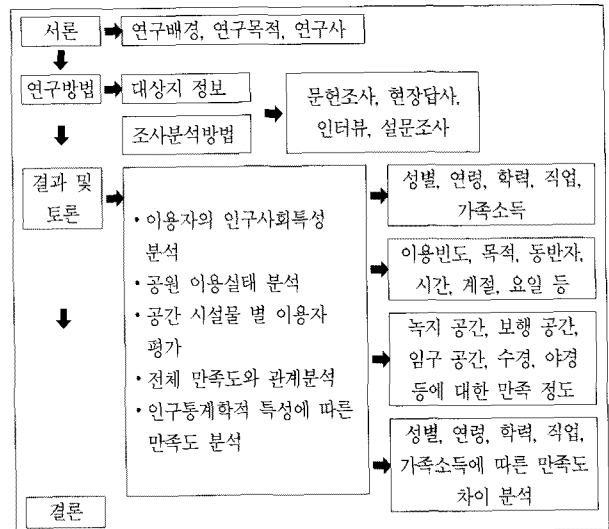 서론
연구배경, 연구목적, 연구사
연구방법
대상지 정보
조사분석방법
문헌조사, 현장답사,
인터뷰, 설문조사
결과 및
토론
• 이용자의 인구사회특성
분석
• 공원 이용실태 분석
• 공간 시설물 별 이용자
평가
• 전체 만족도와 관계분석
• 인구통계학적 특성에 따른
만족도 분석
성별, 연령, 학력, 직업,
가족소득
이용빈도, 목적, 동반자,
시간, 계절, 요일 등
녹지 공간, 보행 공간,
입구 공간, 수경, 야경
등에 대한 만족 정도
성별, 연령, 학력, 직업,
가족소득에 따른 만족도
차이 분석
결론